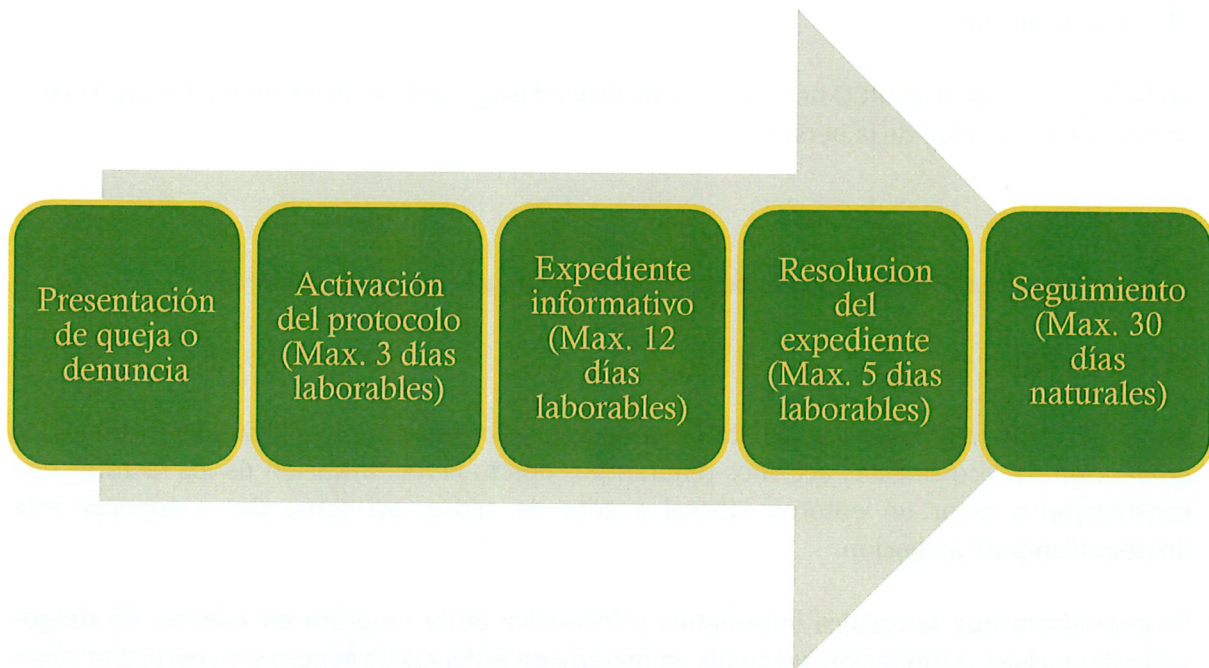 Presentación
de queja o
denuncia
Activación
del protocolo
(Max. 3 días
laborables)
Expediente
informativo
(Max. 12
días
laborables)
Resolucion
del
expediente
(Max. 5 dias
laborables)
Seguimiento
(Max. 30
días
naturales)